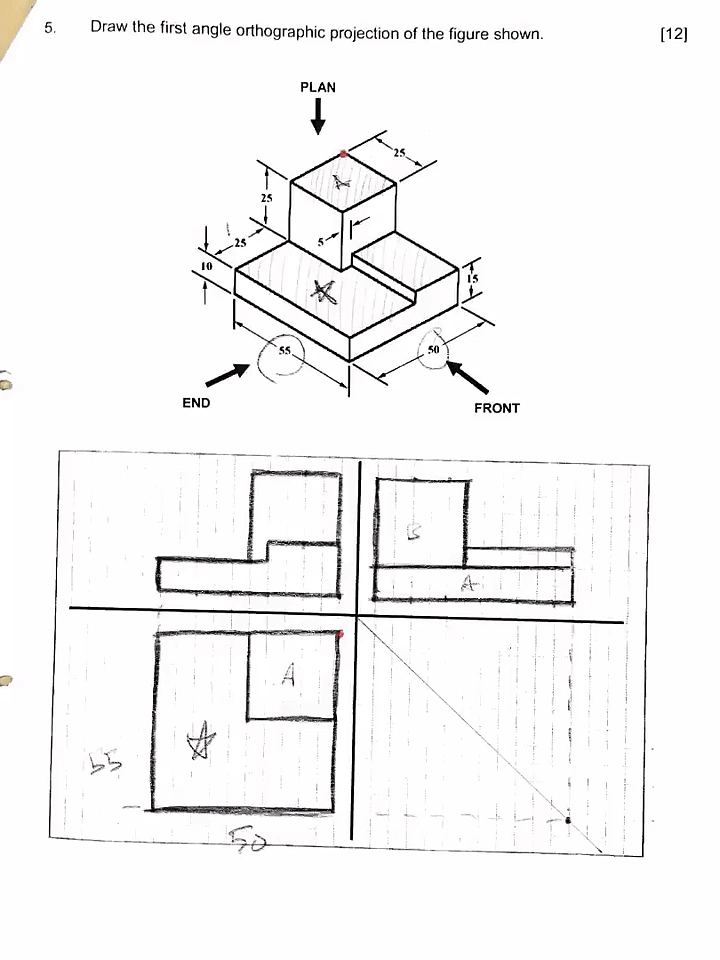 5. Draw the first angle orthographic projection of the figure shown. [12]
PLAN
25
25
5
25
10
15
55
50
END
FRONT
B
A
A
55
50